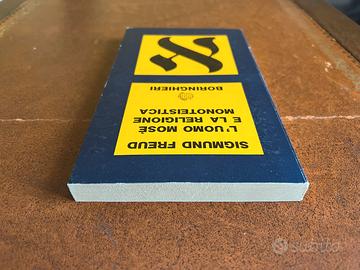 SIGMUND FREUD
L'UOMO MOSÈ
E LA RELIGIONE
MONOTEISTICA
BORINGHIERI
א
subito